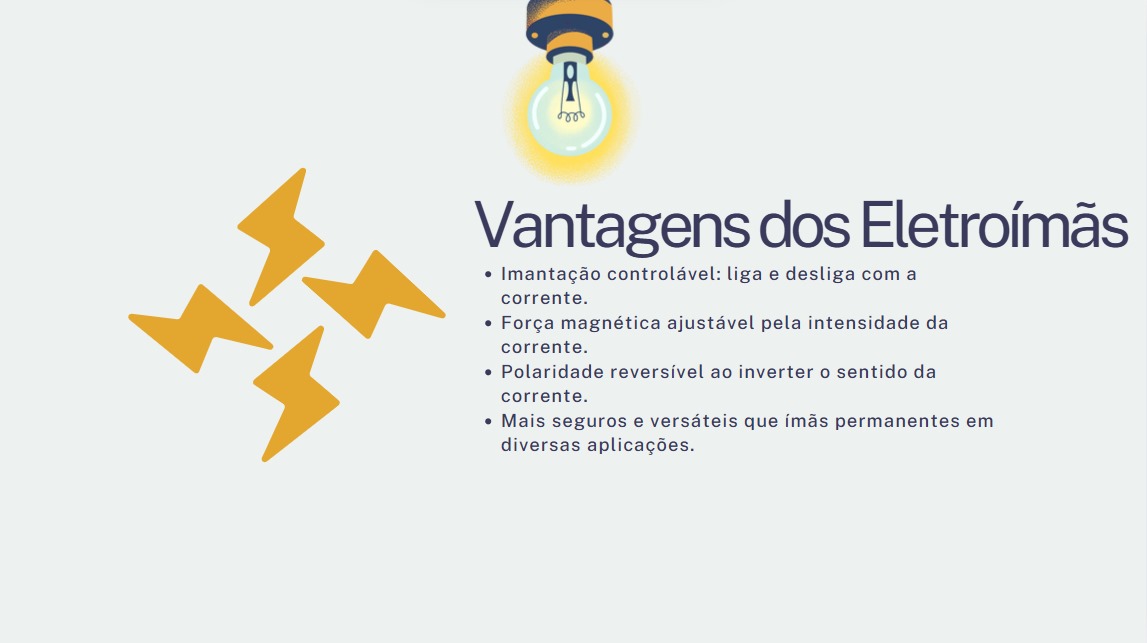 Vantagens dos Eletroímãs
• Imantação controlável: liga e desliga com a
corrente.
• Força magnética ajustável pela intensidade da
corrente.
• Polaridade reversível ao inverter o sentido da
corrente.
• Mais seguros e versáteis que ímãs permanentes em
diversas aplicações.